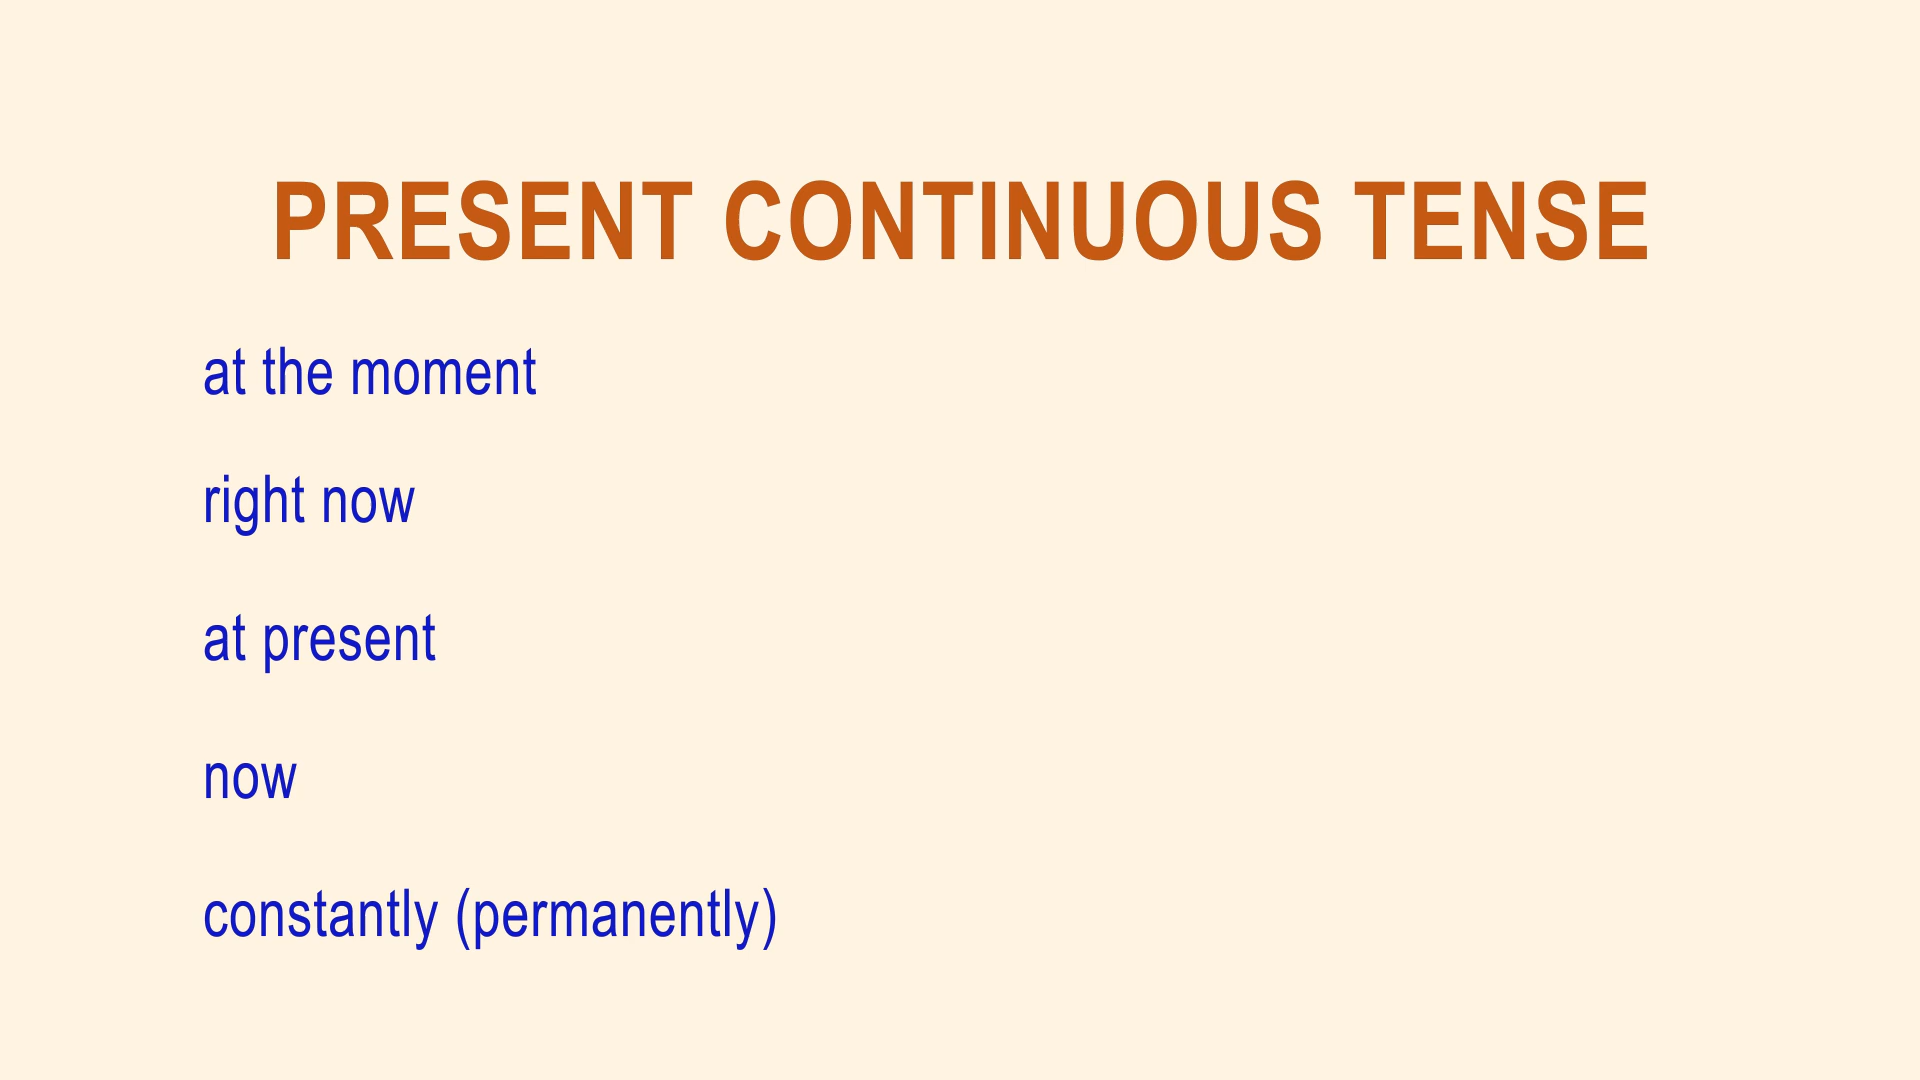 PRESENT CONTINUOUS TENSE
at the moment
right now
at present
now
constantly (permanently)